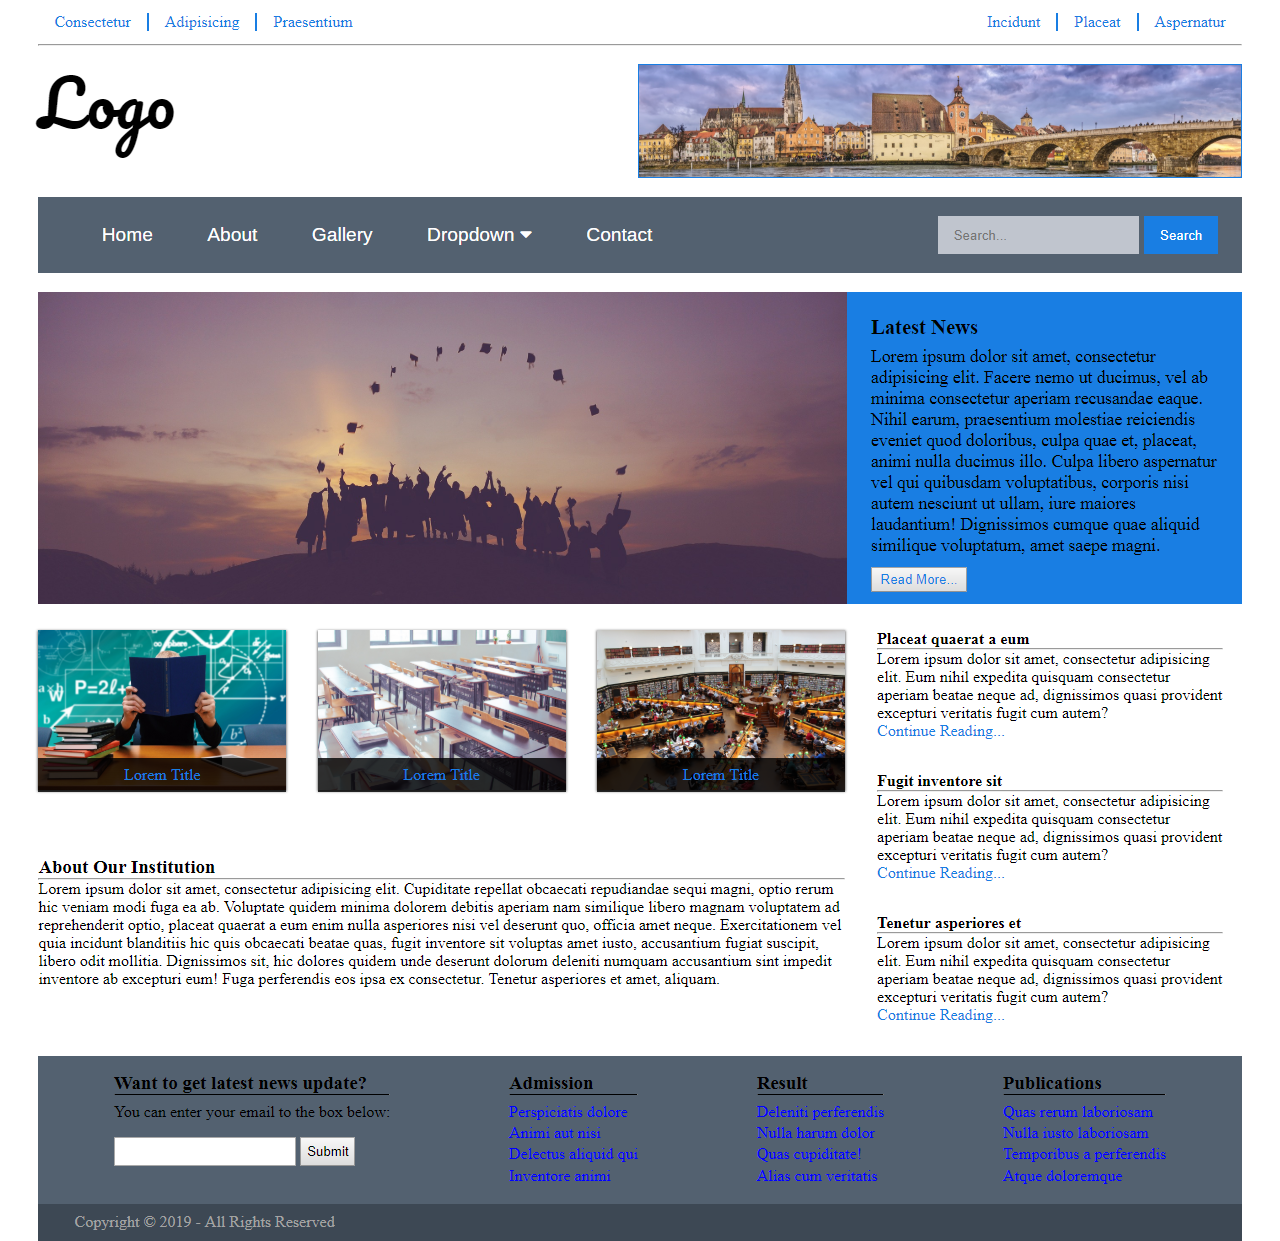 Consectetur Adipisicing Praesentium Incidunt Placeat Aspernatur
Logo
Home About Gallery Dropdown Contact Search... Search
Latest News
Lorem ipsum dolor sit amet, consectetur
adipisicing elit. Facere nemo ut ducimus, vel ab
minima consectetur aperiam recusandae eaque.
Nihil earum, praesentium molestiae reiciendis
eveniet quod doloribus, culpa quae et, placeat,
animi nulla ducimus illo. Culpa libero aspernatur
vel qui quibusdam voluptatibus, corporis nisi
autem nesciunt ut ullam, iure maiores
laudantium! Dignissimos cumque quae aliquid
similique voluptatum, amet saepe magni.
Read More...
P=2ℓ+
Lorem Title
Lorem Title
Lorem Title
Placeat quaerat a eum
Lorem ipsum dolor sit amet, consectetur adipisicing
elit. Eum nihil expedita quisquam consectetur
aperiam beatae neque ad, dignissimos quasi provident
excepturi veritatis fugit cum autem?
Continue Reading...
Fugit inventore sit
Lorem ipsum dolor sit amet, consectetur adipisicing
elit. Eum nihil expedita quisquam consectetur
aperiam beatae neque ad, dignissimos quasi provident
excepturi veritatis fugit cum autem?
Continue Reading...
Tenetur asperiores et
Lorem ipsum dolor sit amet, consectetur adipisicing
elit. Eum nihil expedita quisquam consectetur
aperiam beatae neque ad, dignissimos quasi provident
excepturi veritatis fugit cum autem?
Continue Reading...
About Our Institution
Lorem ipsum dolor sit amet, consectetur adipisicing elit. Cupiditate repellat obcaecati repudiandae sequi magni, optio rerum
hic veniam modi fuga ea ab. Voluptate quidem minima dolorem debitis aperiam nam similique libero magnam voluptatem ad
reprehenderit optio, placeat quaerat a eum enim nulla asperiores nisi vel deserunt quo, officia amet neque. Exercitationem vel
quia incidunt blanditiis hic quis obcaecati beatae quas, fugit inventore sit voluptas amet iusto, accusantium fugiat suscipit,
libero odit mollitia. Dignissimos sit, hic dolores quidem unde deserunt dolorum deleniti numquam accusantium sint impedit
inventore ab excepturi eum! Fuga perferendis eos ipsa ex consectetur. Tenetur asperiores et amet, aliquam.
Want to get latest news update?
You can enter your email to the box below:
Submit
Admission
Perspiciatis dolore
Animi aut nisi
Delectus aliquid qui
Inventore animi
Result
Deleniti perferendis
Nulla harum dolor
Quas cupiditate!
Alias cum veritatis
Publications
Quas rerum laboriosam
Nulla iusto laboriosam
Temporibus a perferendis
Atque doloremque
Copyright © 2019 - All Rights Reserved